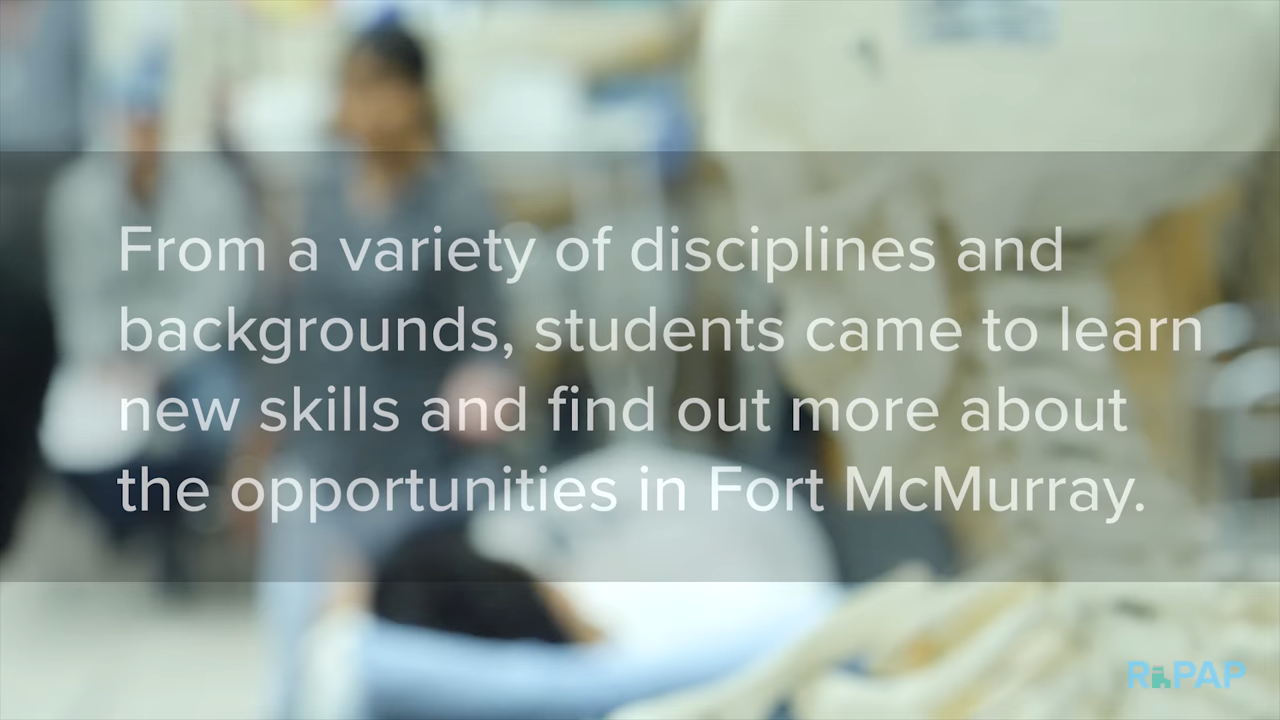 From a variety of disciplines and
backgrounds, students came to learn
new skills and find out more about
the opportunities in Fort McMurray.
RhPAP